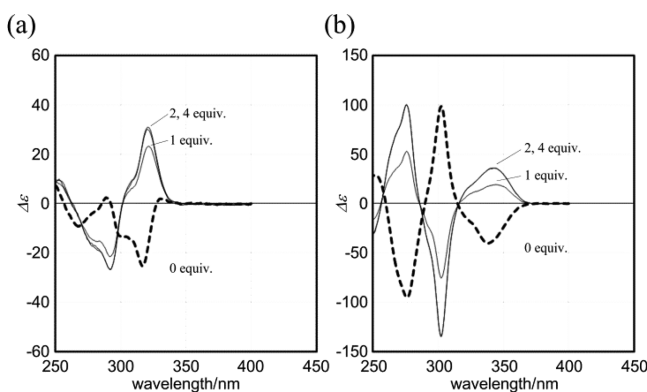 (a)
60
40
20
0
-20
-40
-60
Δε
2, 4 equiv.
1 equiv.
0 equiv.
250 300 350 400 450
wavelength/nm
(b)
150
100
50
0
-50
-100
-150
Δε
2, 4 equiv.
1 equiv.
0 equiv.
250 300 350 400 450
wavelength/nm